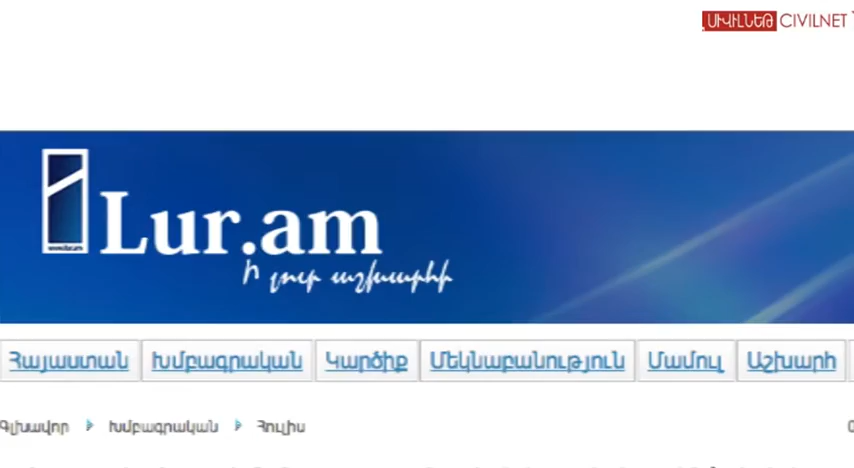 ՍԻՎԻԼՆԵԹ CIVILNET
Lur.am
Ի լուր աշխարհի
Հայաստան Խմբագրական Կարծիք Մեկնաբանություն Մամուլ Աշխարհ
Գլխավոր Խմբագրական Հուլիս